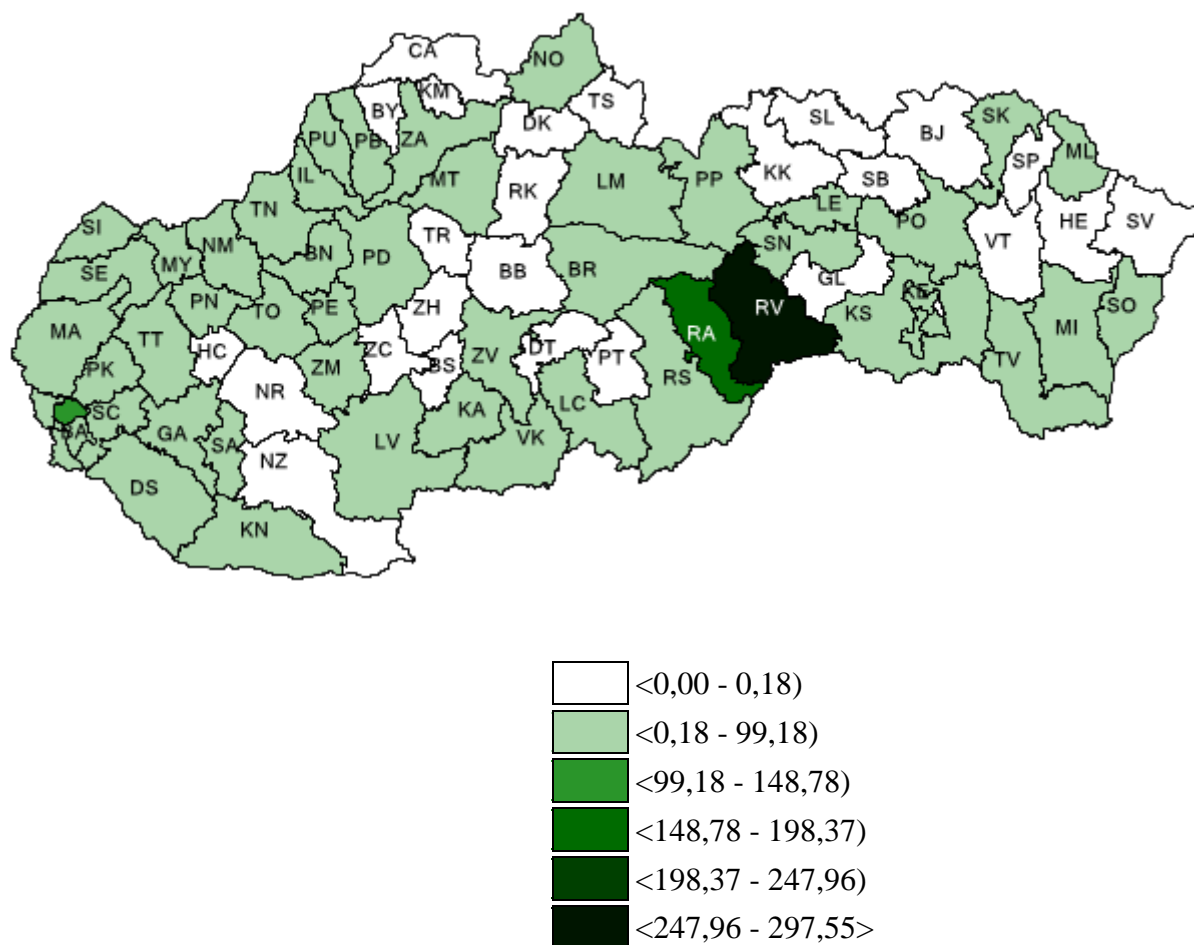 CA
NO
KM
TS
BY
DK
SL
BJ
SK
SP
ML
PU
PB
ZA
IL
MT
RK
LM
PP
KK
SB
LE
PO
HE
SV
VT
SI
TN
NM
TR
SE
MY
BN
PD
BB
BR
SN
GL
PN
TO
PE
ZH
RV
KS
KE
SO
MI
MA
TT
HC
ZC
BS
ZV
DT
PT
RA
TV
PK
ZM
RS
NR
SC
KA
LC
BA
GA
SA
LV
VK
NZ
DS
KN
<0,00 - 0,18)
<0,18 - 99,18)
<99,18 - 148,78)
<148,78 - 198,37)
<198,37 - 247,96)
<247,96 - 297,55>